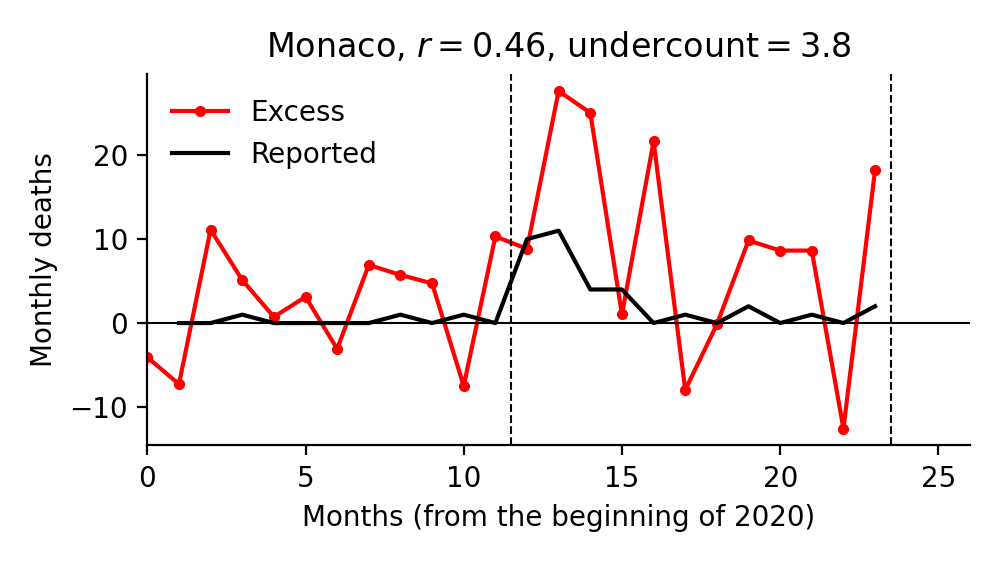 Monaco, r = 0.46, undercount = 3.8
Excess
Reported
Monthly deaths
20
10
0
−10
0 5 10 15 20 25
Months (from the beginning of 2020)